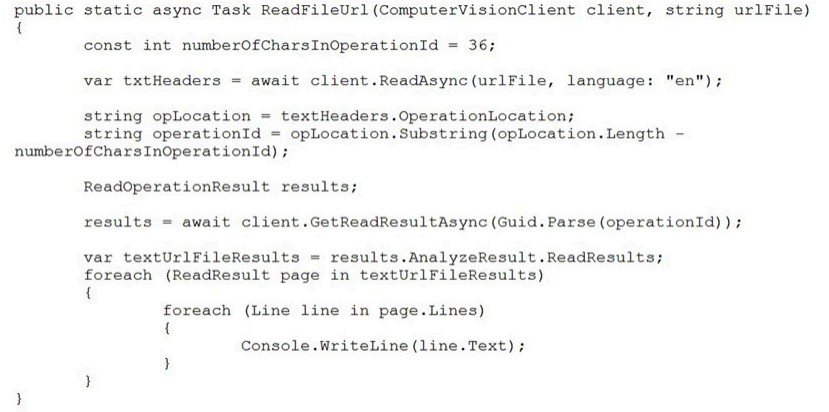 public static async Task ReadFileUrl(ComputerVisionClient client, string urlFile)
{
        const int numberOfCharsInOperationId = 36;

        var txtHeaders = await client.ReadAsync(urlFile, language: "en");

        string opLocation = textHeaders.OperationLocation;
        string operationId = opLocation.Substring(opLocation.Length -
numberOfCharsInOperationId);

        ReadOperationResult results;

        results = await client.GetReadResultAsync(Guid.Parse(operationId));

        var textUrlFileResults = results.AnalyzeResult.ReadResults;
        foreach (ReadResult page in textUrlFileResults)
        {
                foreach (Line line in page.Lines)
                {
                        Console.WriteLine(line.Text);
                }
        }
}